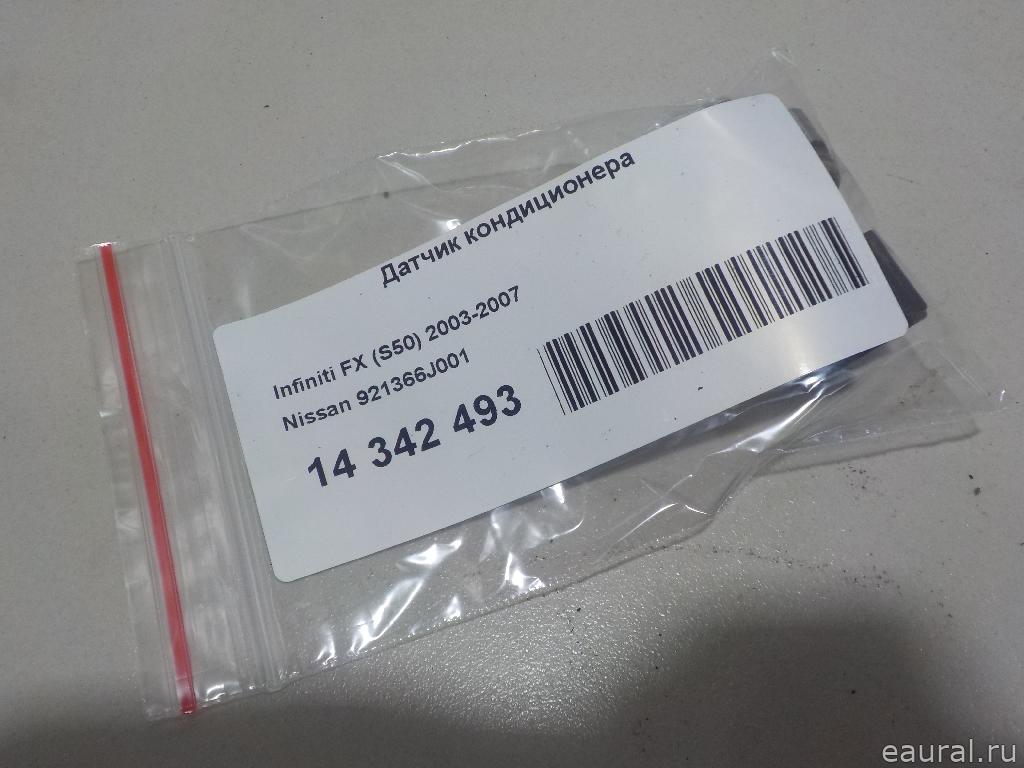 Датчик кондиционера
Infiniti FX (S50) 2003-2007
Nissan 921366J001
14 342 493
eaural.ru